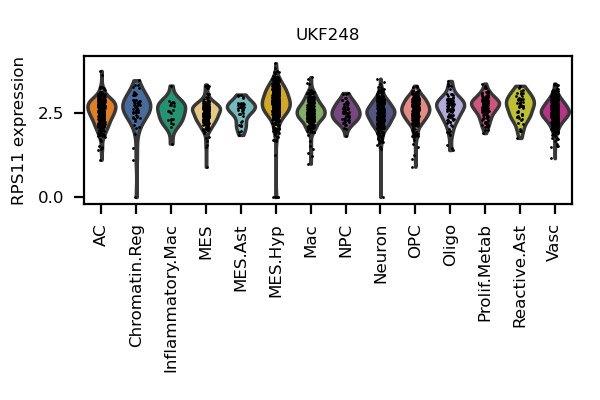 UKF248
RPS11 expression
2.5
0.0
AC
Chromatin.Reg
Inflammatory.Mac
MES
MES.Ast
MES.Hyp
Mac
NPC
Neuron
OPC
Oligo
Prolif.Metab
Reactive.Ast
Vasc